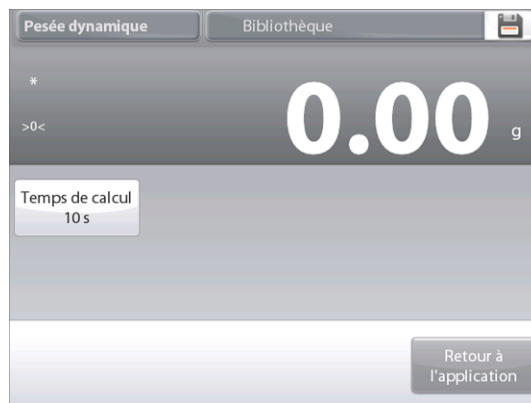 Pesée dynamique
Bibliothèque
*
>0<
0.00
g
Temps de calcul
10 s
Retour à
l'application